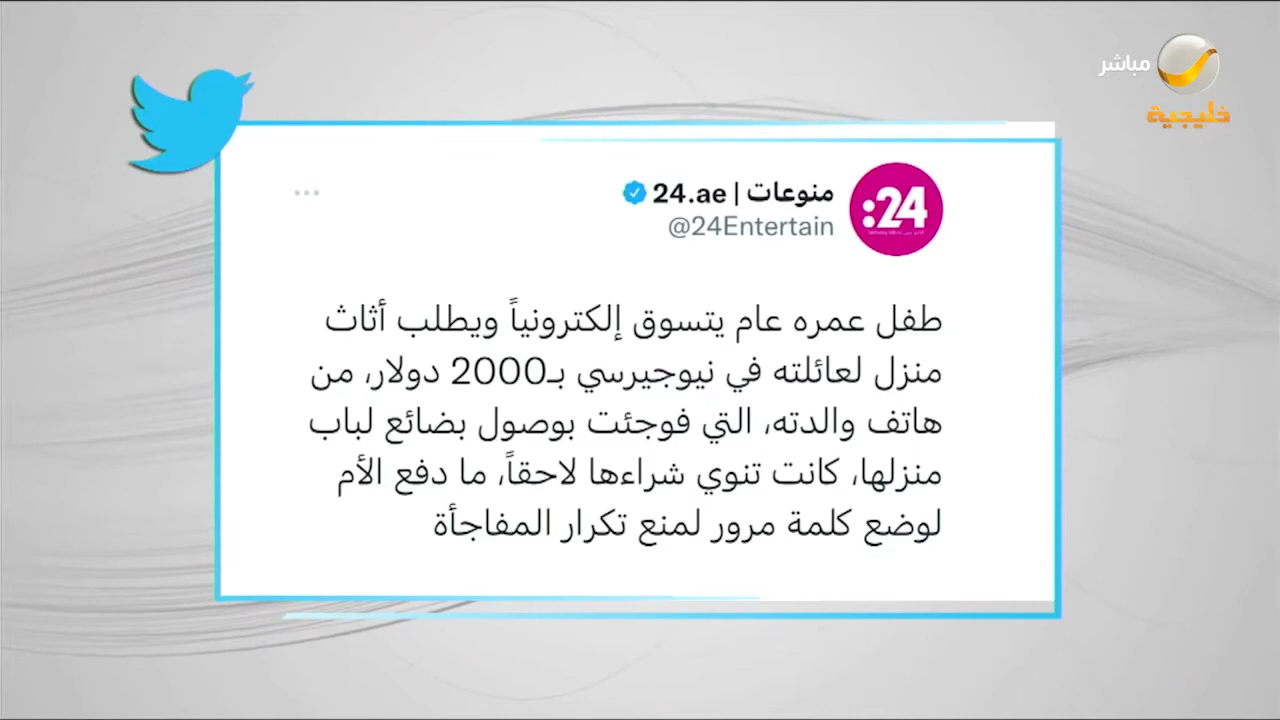 مباشر
خليجية
منوعات | 24.ae
@24Entertain
24:
طفل عمره عام يتسوق إلكترونياً ويطلب أثاث
منزل لعائلته في نيوجيرسي بـ2000 دولار، من
هاتف والدته، التي فوجئت بوصول بضائع لباب
منزلها، كانت تنوي شراءها لاحقاً، ما دفع الأم
لوضع كلمة مرور لمنع تكرار المفاجأة